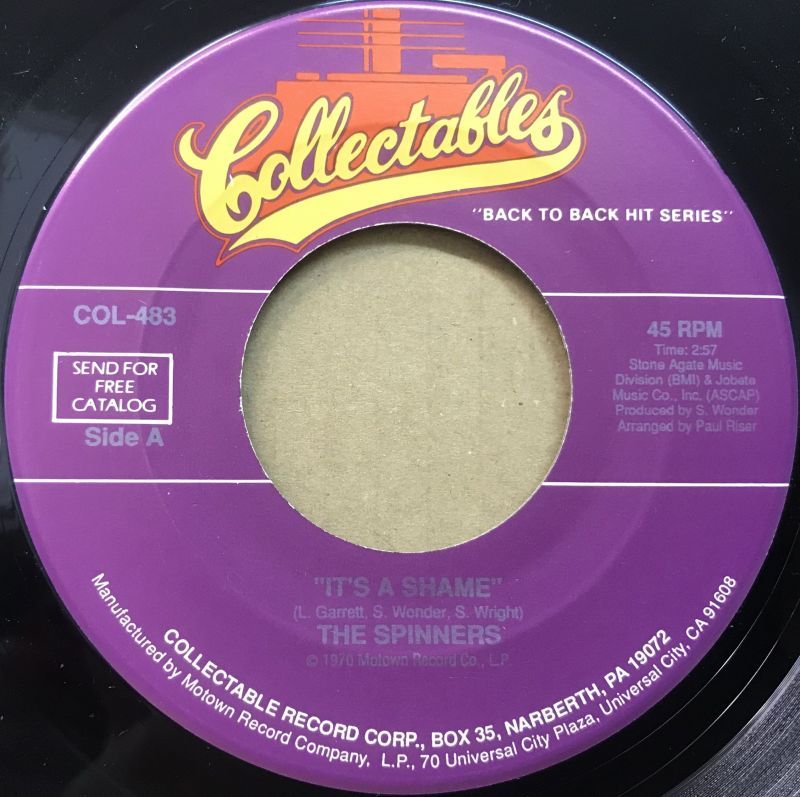 Collectables
"BACK TO BACK HIT SERIES"
COL-483
SEND FOR
FREE
CATALOG
Side A
45 RPM
Time: 2:57
Stone Agate Music
Division (BMI) & Jobete
Music Co., Inc. (ASCAP)
Produced by S. Wonder
Arranged by Paul Riser
"IT'S A SHAME"
(L. Garrett, S. Wonder, S. Wright)
THE SPINNERS
© 1970 Motown Record Co., L.P.
COLLECTABLE RECORD CORP., BOX 35, NARBERTH, PA 19072
Manufactured by Motown Record Company, L.P., 70 Universal City Plaza, Universal City, CA 91608